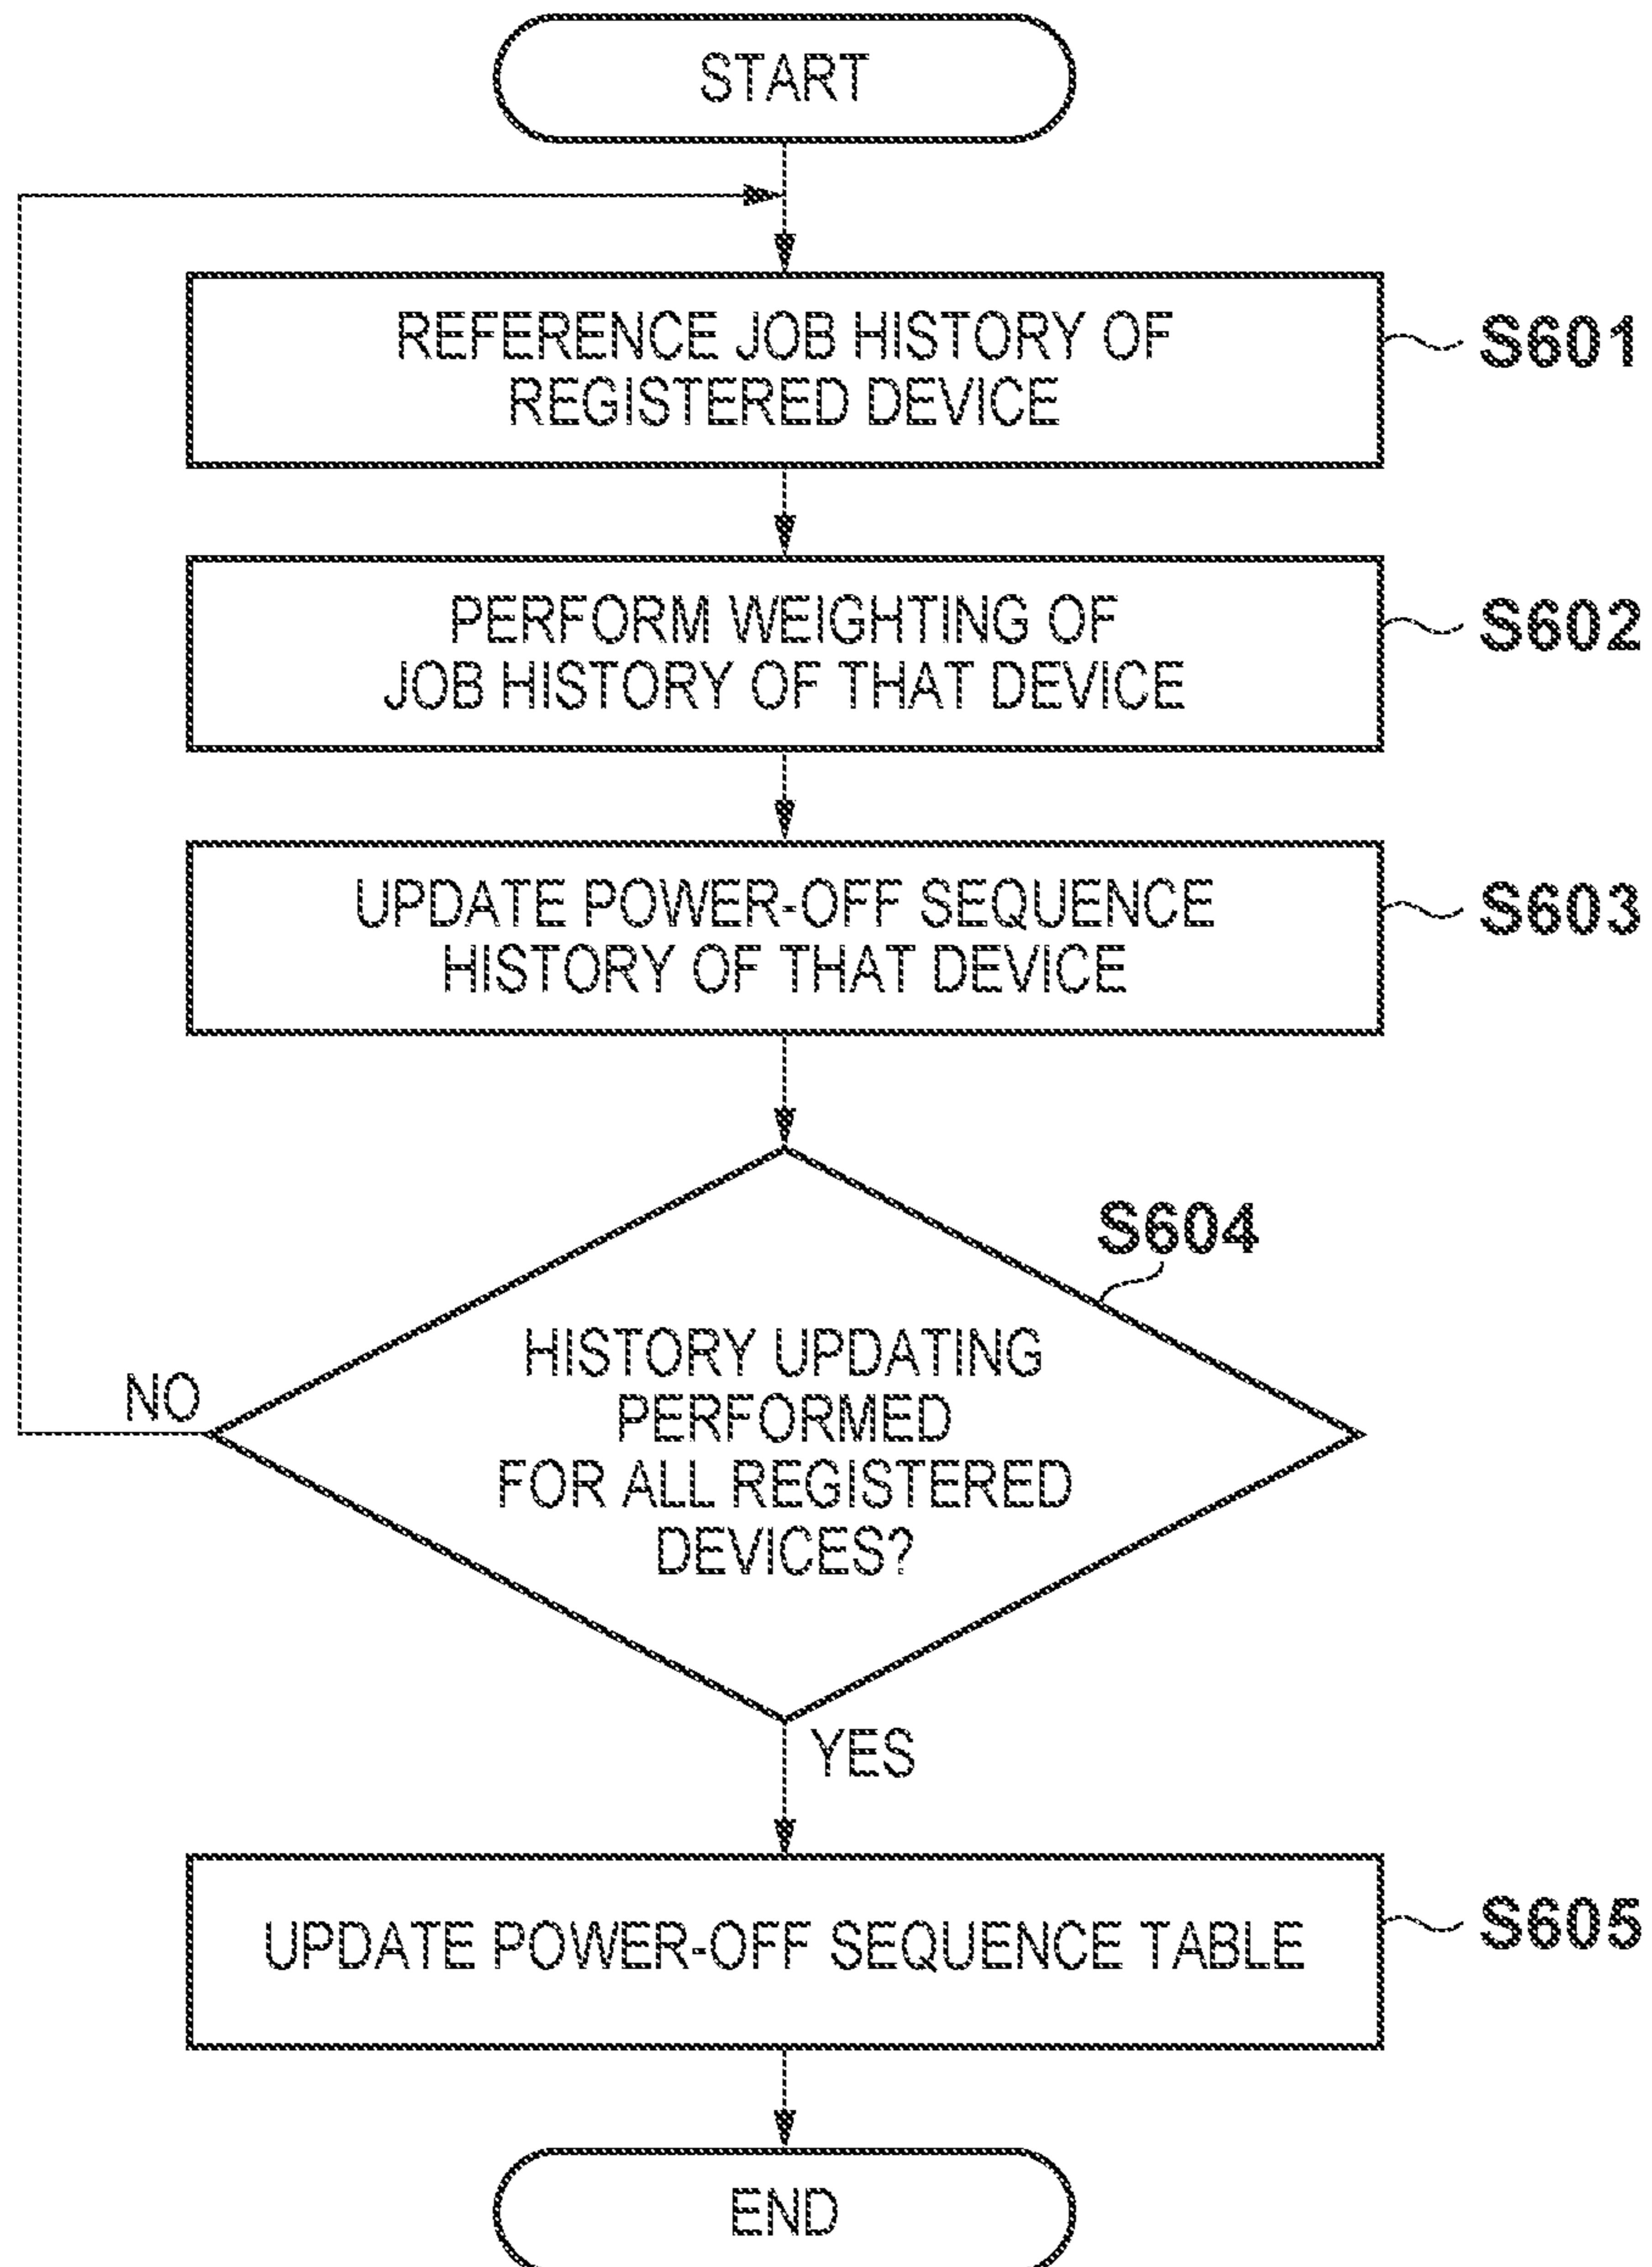 START
REFERENCE JOB HISTORY OF
REGISTERED DEVICE
S601
PERFORM WEIGHTING OF
JOB HISTORY OF THAT DEVICE
S602
UPDATE POWER-OFF SEQUENCE
HISTORY OF THAT DEVICE
S603
S604
HISTORY UPDATING
PERFORMED
FOR ALL REGISTERED
DEVICES?
NO
YES
UPDATE POWER-OFF SEQUENCE TABLE
S605
END